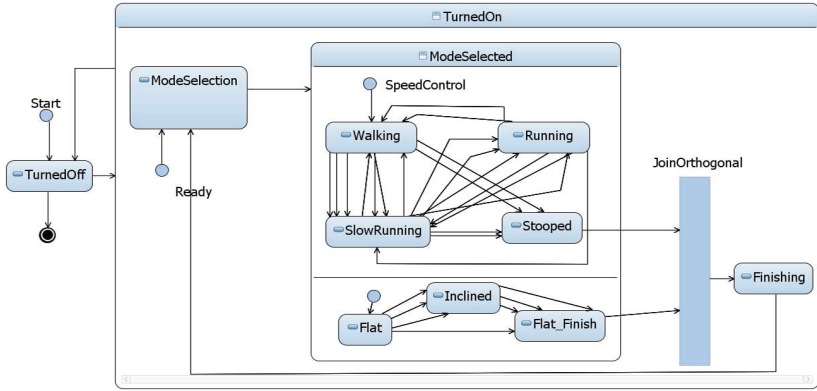 TurnedOn
ModeSelected
ModeSelection
SpeedControl
Start
Walking
Running
JoinOrthogonal
TurnedOff
Ready
SlowRunning
Stooped
Finishing
Inclined
Flat
Flat_Finish